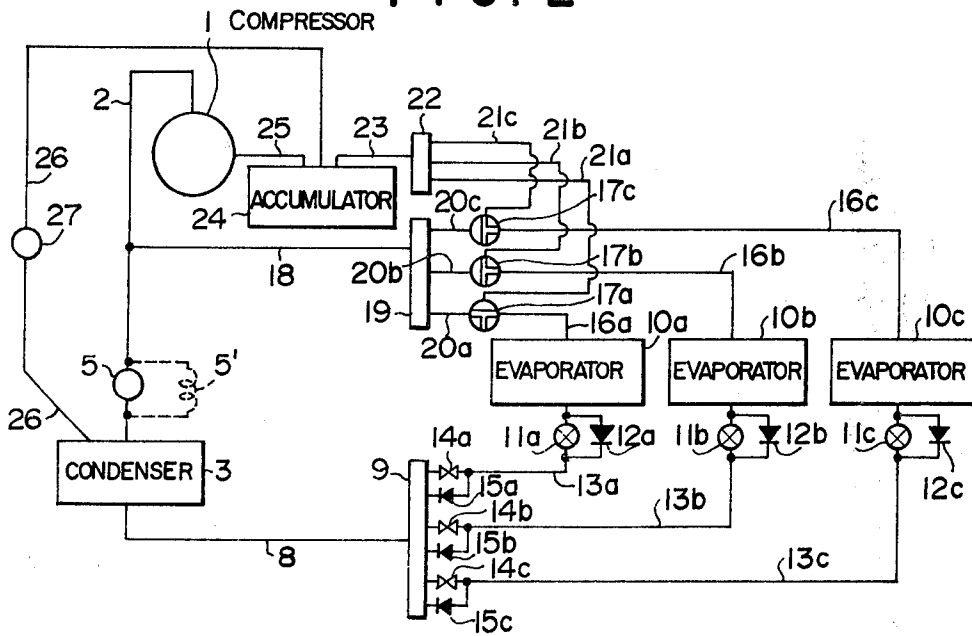 FIG. 2
1 COMPRESSOR
2
25
23
22
21c
21b
21a
26
27
24 ACCUMULATOR
20c
17c
16c
18
20b
17b
16b
19
17a
20a
16a
10a
10b
10c
5
5'
EVAPORATOR
EVAPORATOR
EVAPORATOR
26
11a
12a
11b
12b
11c
12c
CONDENSER 3
9
14a
15a
13a
14b
13b
15b
8
14c
13c
15c